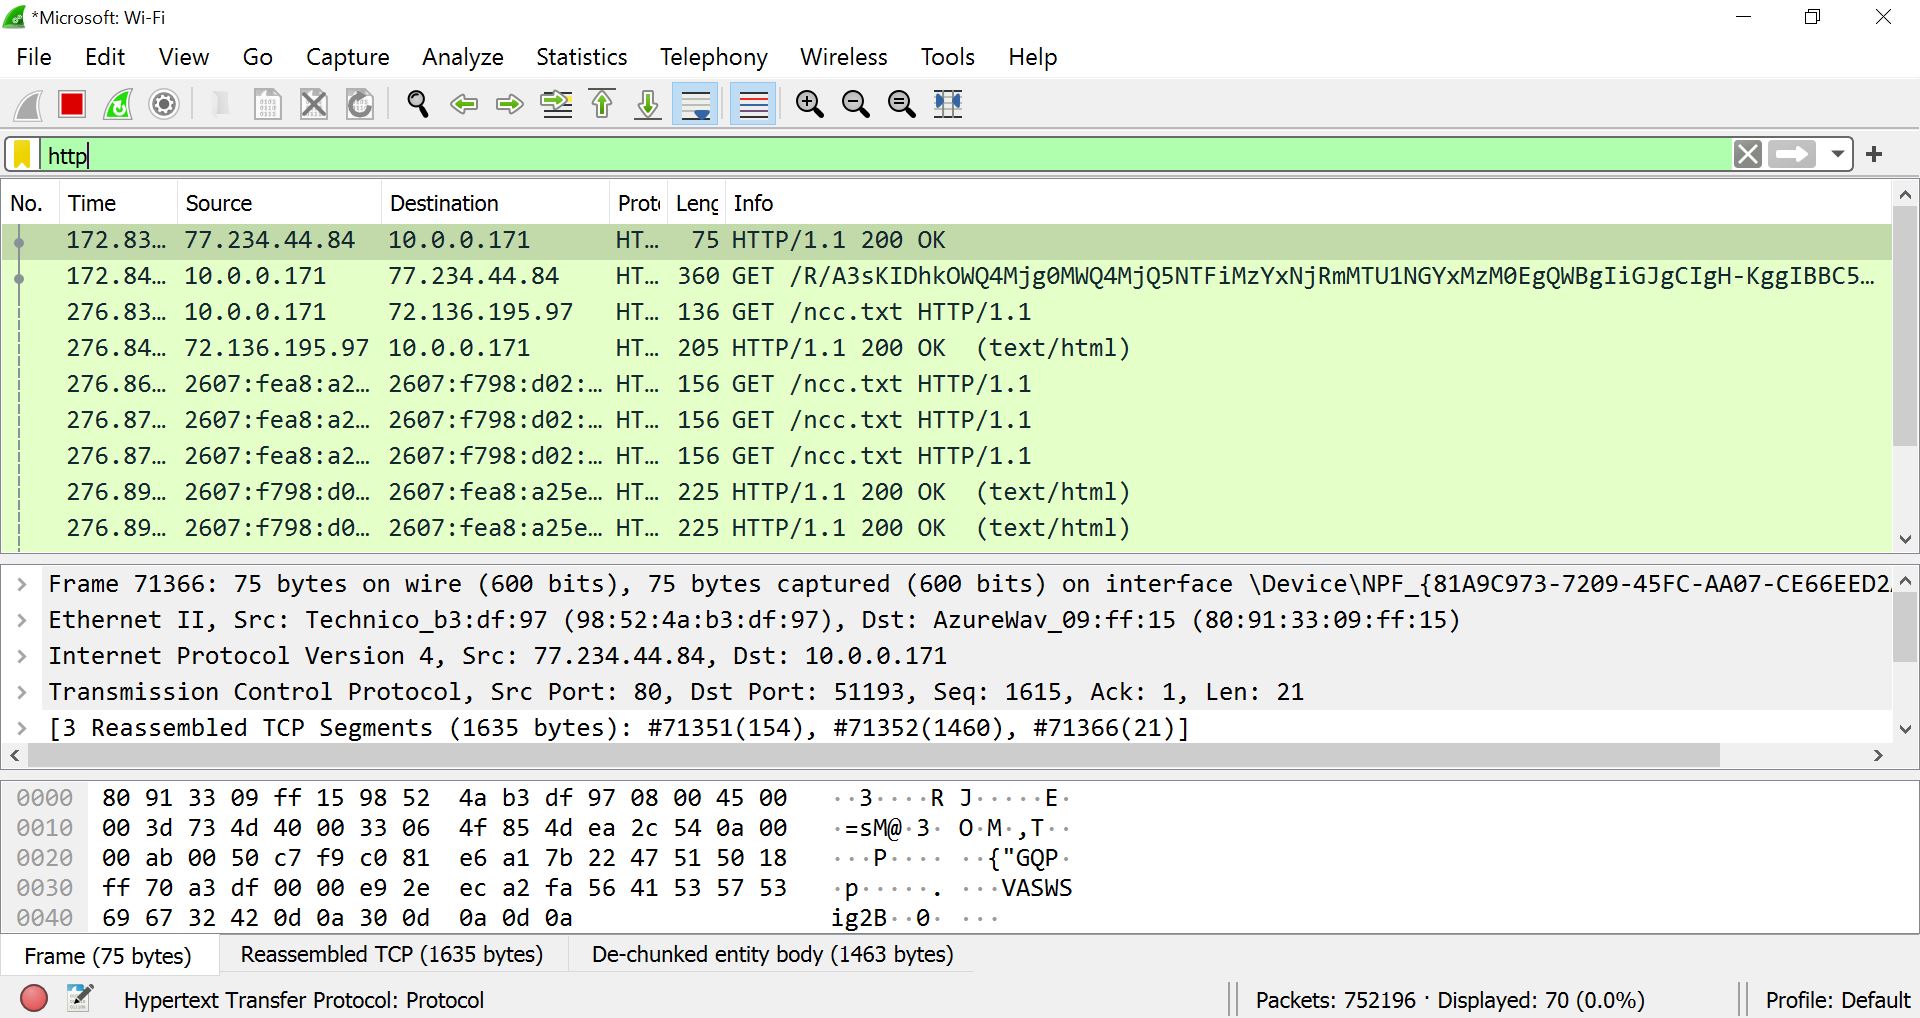 *Microsoft: Wi-Fi
File Edit View Go Capture Analyze Statistics Telephony Wireless Tools Help
http
No. Time Source Destination Protc Leng Info
172.83… 77.234.44.84 10.0.0.171 HT… 75 HTTP/1.1 200 OK
172.84… 10.0.0.171 77.234.44.84 HT… 360 GET /R/A3sKIDhkOWQ4Mjg0MWQ4MjQ5NTFiMzYxNjRmMTU1NGYxMzM0EgQWBgIiGJgCIgH-KggIBBC5…
276.83… 10.0.0.171 72.136.195.97 HT… 136 GET /ncc.txt HTTP/1.1
276.84… 72.136.195.97 10.0.0.171 HT… 205 HTTP/1.1 200 OK (text/html)
276.86… 2607:fea8:a2… 2607:f798:d02:… HT… 156 GET /ncc.txt HTTP/1.1
276.87… 2607:fea8:a2… 2607:f798:d02:… HT… 156 GET /ncc.txt HTTP/1.1
276.87… 2607:fea8:a2… 2607:f798:d02:… HT… 156 GET /ncc.txt HTTP/1.1
276.89… 2607:f798:d0… 2607:fea8:a25e… HT… 225 HTTP/1.1 200 OK (text/html)
276.89… 2607:f798:d0… 2607:fea8:a25e… HT… 225 HTTP/1.1 200 OK (text/html)
Frame 71366: 75 bytes on wire (600 bits), 75 bytes captured (600 bits) on interface \Device\NPF_{81A9C973-7209-45FC-AA07-CE66EED2
Ethernet II, Src: Technico_b3:df:97 (98:52:4a:b3:df:97), Dst: AzureWav_09:ff:15 (80:91:33:09:ff:15)
Internet Protocol Version 4, Src: 77.234.44.84, Dst: 10.0.0.171
Transmission Control Protocol, Src Port: 80, Dst Port: 51193, Seq: 1615, Ack: 1, Len: 21
[3 Reassembled TCP Segments (1635 bytes): #71351(154), #71352(1460), #71366(21)]
0000 80 91 33 09 ff 15 98 52 4a b3 df 97 08 00 45 00 ··3····R J·····E·
0010 00 3d 73 4d 40 00 33 06 4f 85 4d ea 2c 54 0a 00 ·=sM@·3· O·M·,T··
0020 00 ab 00 50 c7 f9 c0 81 e6 a1 7b 22 47 51 50 18 ···P···· ··{"GQP·
0030 ff 70 a3 df 00 00 e9 2e ec a2 fa 56 41 53 57 53 ·p·····. ···VASWS
0040 69 67 32 42 0d 0a 30 0d 0a 0d 0a ig2B··0· ···
Frame (75 bytes) Reassembled TCP (1635 bytes) De-chunked entity body (1463 bytes)
Hypertext Transfer Protocol: Protocol Packets: 752196 · Displayed: 70 (0.0%) Profile: Default